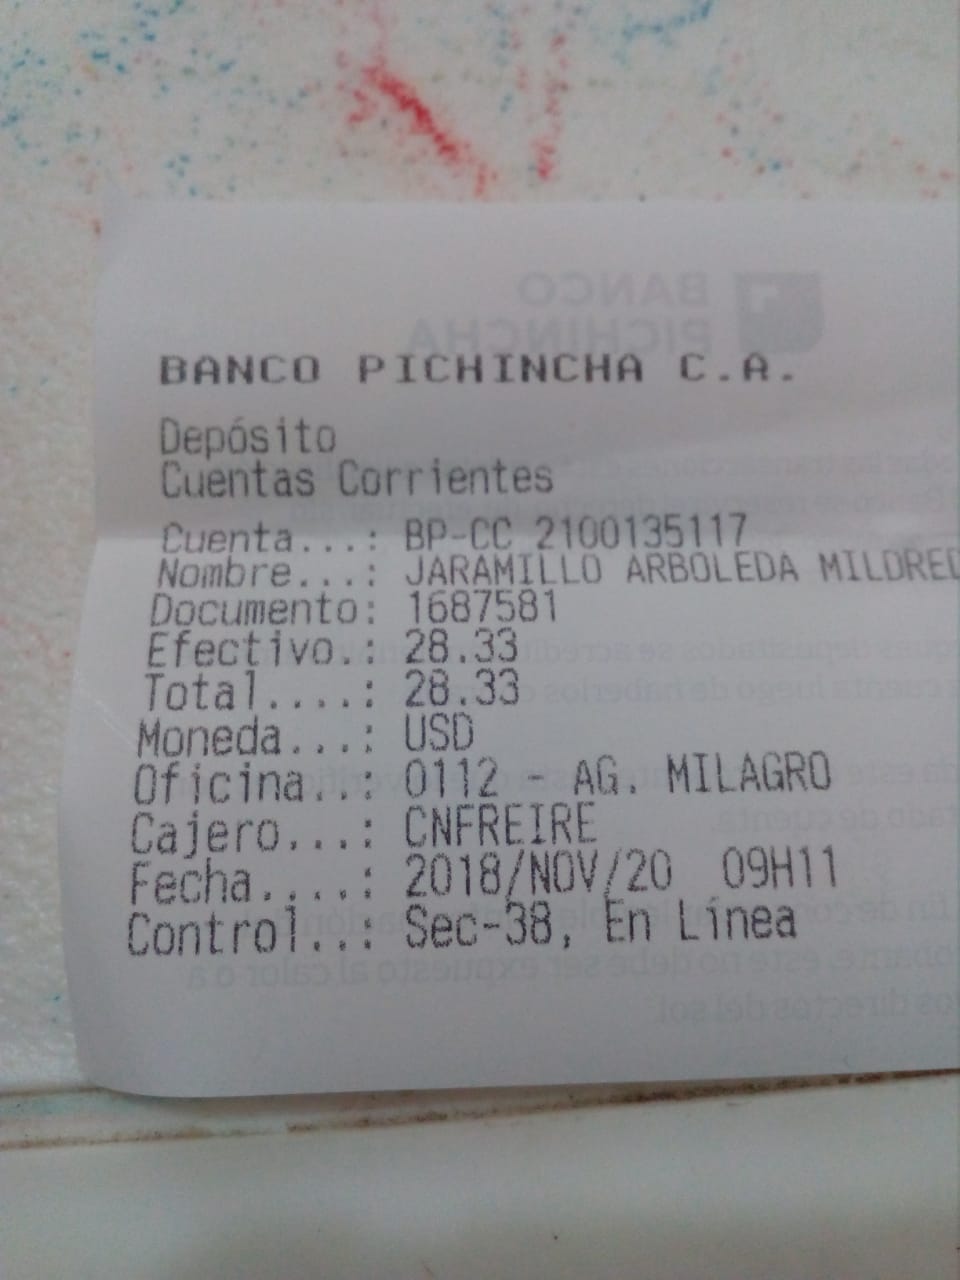 BANCO PICHINCHA
BANCO PICHINCHA C.A.
Depósito
Cuentas Corrientes
Cuenta...: BP-CC 2100135117
Nombre...: JARAMILLO ARBOLEDA MILDRED
Documento: 1687581
Efectivo.: 28.33
Total....: 28.33
Moneda...: USD
Oficina..: 0112 - AG. MILAGRO
Cajero...: CNFREIRE
Fecha....: 2018/NOV/20 09H11
Control..: Sec-38, En Línea